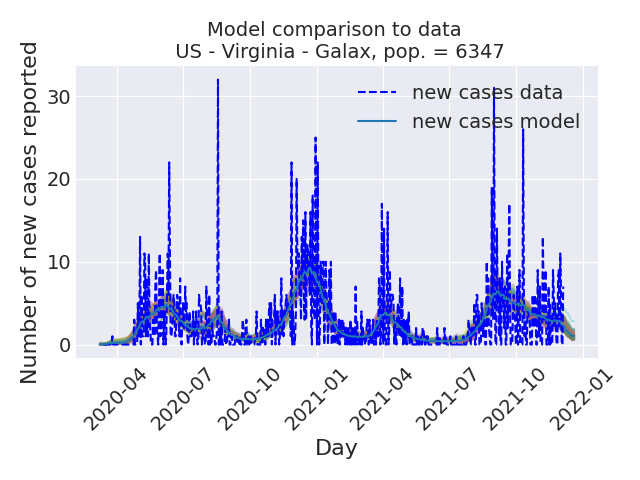 Model comparison to data
US - Virginia - Galax, pop. = 6347
Number of new cases reported
30
20
10
0
new cases data
new cases model
2020-04
2020-07
2020-10
2021-01
2021-04
2021-07
2021-10
2022-01
Day